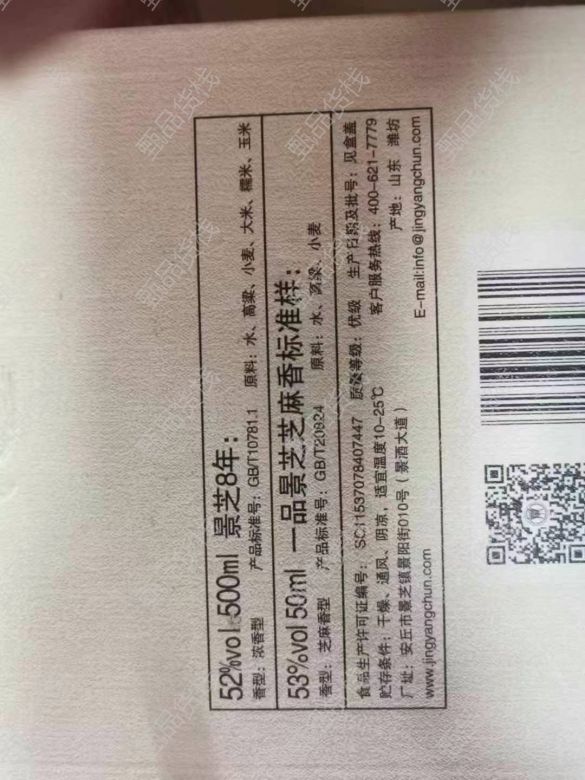 52%vol 500ml 景芝8年：
香型：浓香型 产品标准号：GB/T10781.1 原料：水、高粱、小麦、大米、糯米、玉米
53%vol 50ml 一品景芝芝麻香标准样：
香型：芝麻香型 产品标准号：GB/T20824 原料：水、高粱、小麦
食品生产许可证编号：SC11537078407447 质量等级：优级 生产日期及批号：见盒盖
贮存条件：干燥、通风、阴凉，适宜温度10-25℃ 客户服务热线：400-621-7779
厂址：安丘市景芝镇景阳街010号（景酒大道） 产地：山东 潍坊
www.jingyangchun.com E-mail:info@jingyangchun.com
甄品货栈